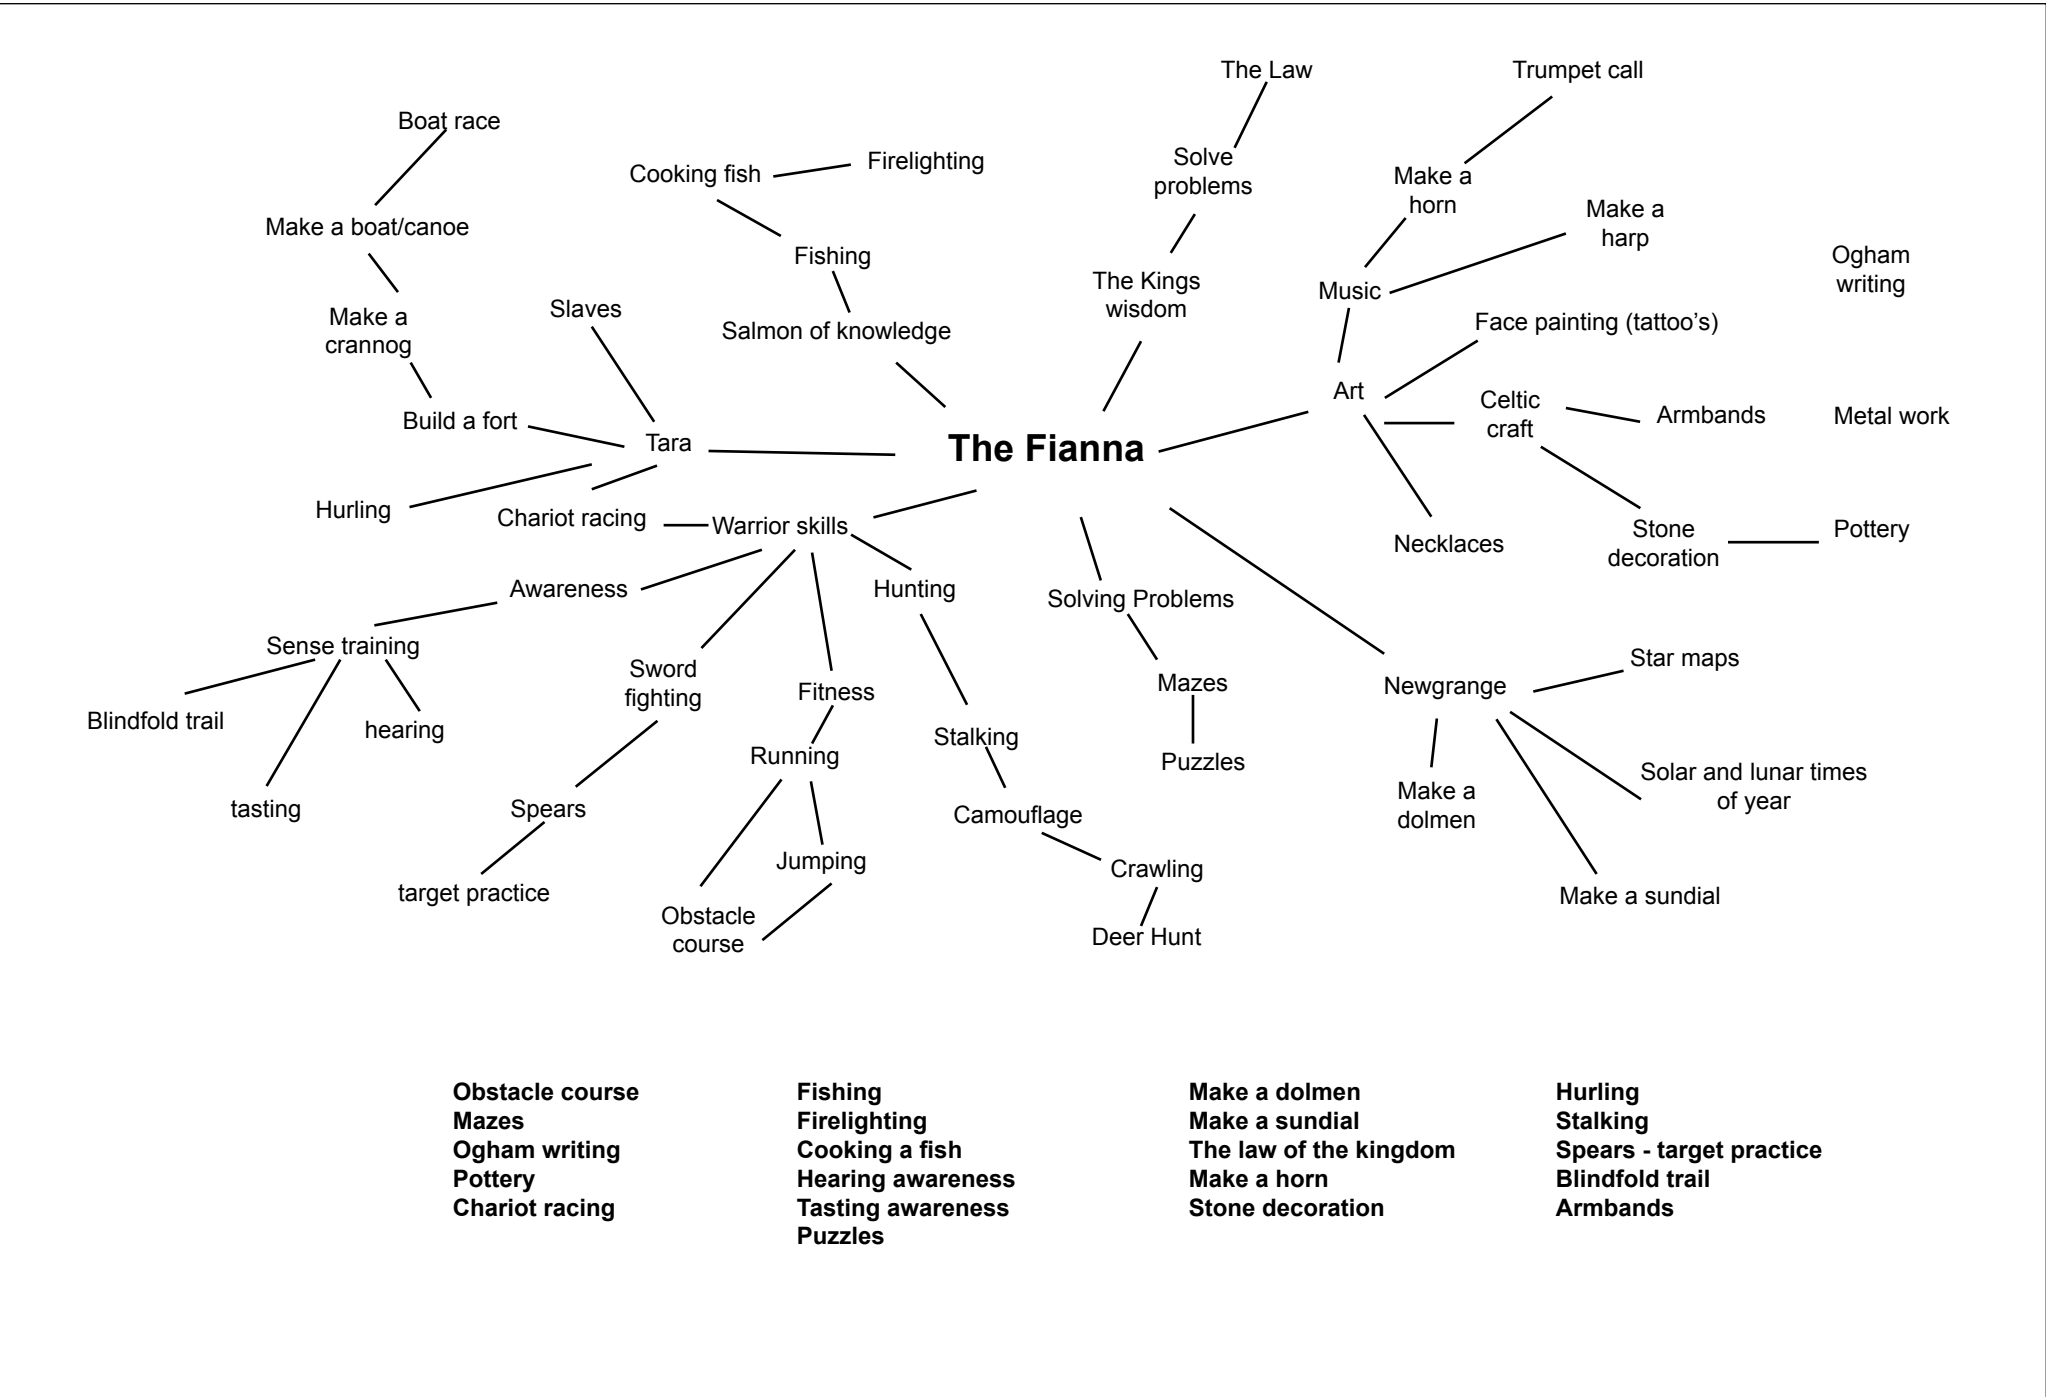 The Law
Trumpet call
Boat race
Cooking fish
Firelighting
Solve
problems
Make a
horn
Make a
harp
Make a boat/canoe
Fishing
Ogham
writing
The Kings
wisdom
Music
Make a
crannog
Slaves
Salmon of knowledge
Face painting (tattoo’s)
Art
Celtic
craft
Armbands
Metal work
Build a fort
Tara
The Fianna
Hurling
Chariot racing
Warrior skills
Necklaces
Stone
decoration
Pottery
Awareness
Hunting
Solving Problems
Sense training
Sword
fighting
Fitness
Mazes
Newgrange
Star maps
Blindfold trail
hearing
Running
Stalking
Puzzles
Solar and lunar times
of year
tasting
Spears
Camouflage
Make a
dolmen
Jumping
Crawling
target practice
Obstacle
course
Deer Hunt
Make a sundial
Obstacle course
Mazes
Ogham writing
Pottery
Chariot racing
Fishing
Firelighting
Cooking a fish
Hearing awareness
Tasting awareness
Puzzles
Make a dolmen
Make a sundial
The law of the kingdom
Make a horn
Stone decoration
Hurling
Stalking
Spears - target practice
Blindfold trail
Armbands